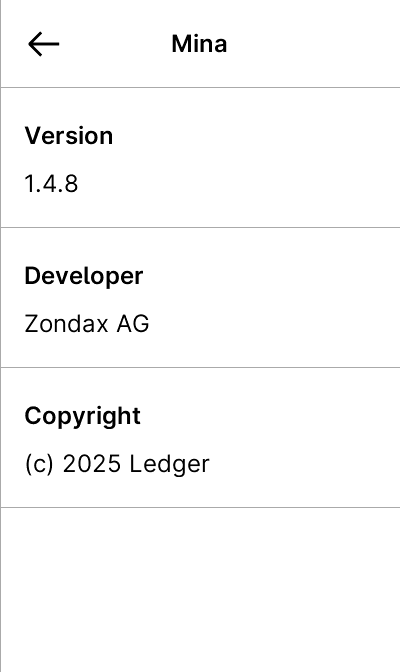 Mina
Version
1.4.8
Developer
Zondax AG
Copyright
(c) 2025 Ledger